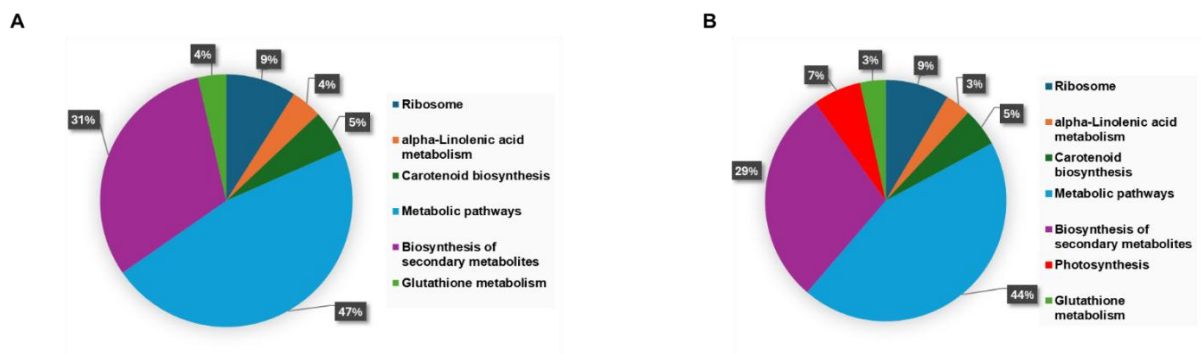 A
4%
9%
4%
5%
31%
47%
Ribosome
alpha-Linolenic acid
metabolism
Carotenoid biosynthesis
Metabolic pathways
Biosynthesis of
secondary metabolites
Glutathione metabolism
B
7%
3%
9%
3%
5%
29%
44%
Ribosome
alpha-Linolenic acid
metabolism
Carotenoid
biosynthesis
Metabolic pathways
Biosynthesis of
secondary metabolites
Photosynthesis
Glutathione
metabolism